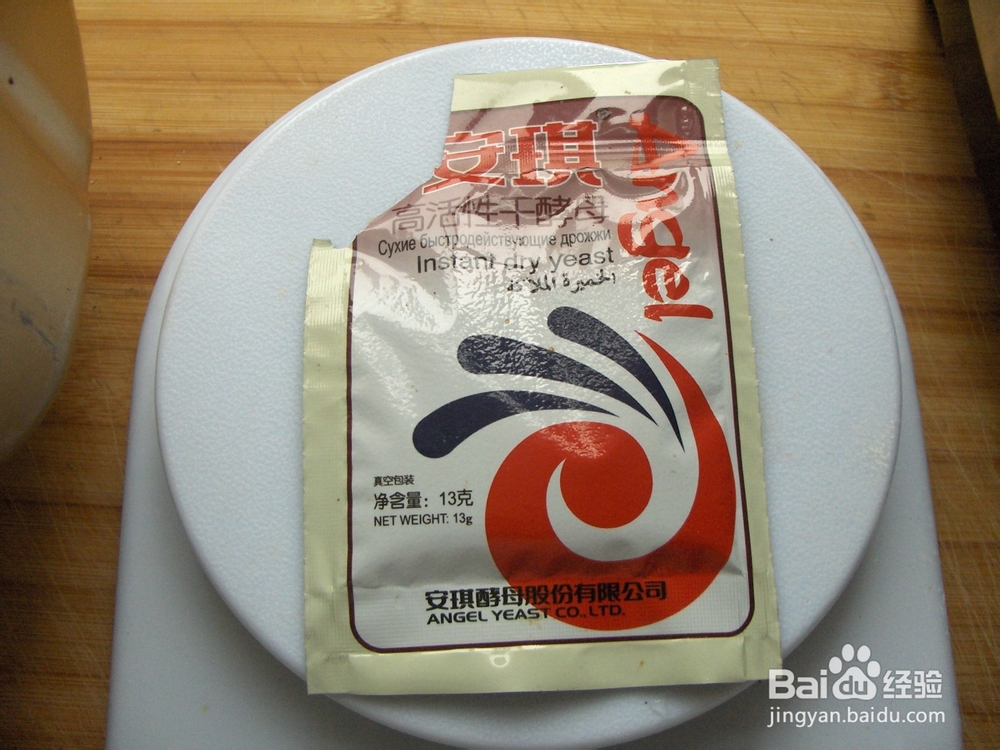 安琪
Angel
高活性干酵母
Сухие быстродействующие дрожжи
Instant dry yeast
الخميرة
真空包装
净含量：13克
NET WEIGHT: 13g
安琪酵母股份有限公司
ANGEL YEAST CO., LTD.
Baidu经验
jingyan.baidu.com